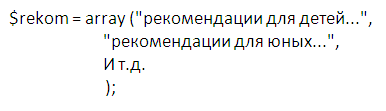 $rekom = array ("рекомендации для детей...",
"рекомендации для юных...",
И т.д.
);